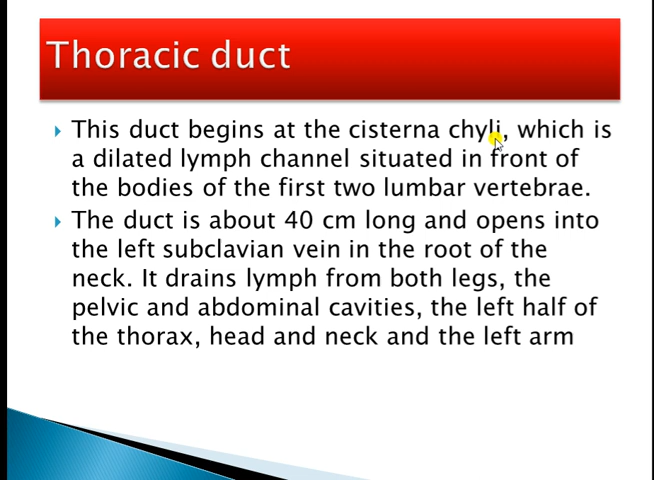 Thoracic duct
This duct begins at the cisterna chyli, which is
a dilated lymph channel situated in front of
the bodies of the first two lumbar vertebrae.
The duct is about 40 cm long and opens into
the left subclavian vein in the root of the
neck. It drains lymph from both legs, the
pelvic and abdominal cavities, the left half of
the thorax, head and neck and the left arm